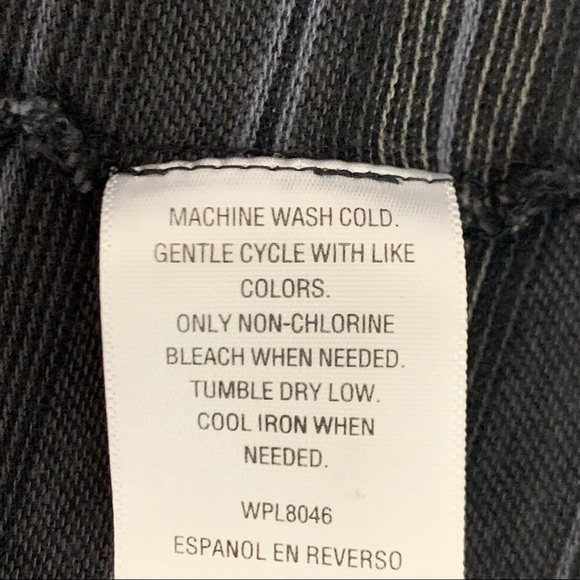 MACHINE WASH COLD.
GENTLE CYCLE WITH LIKE
COLORS.
ONLY NON-CHLORINE
BLEACH WHEN NEEDED.
TUMBLE DRY LOW.
COOL IRON WHEN
NEEDED.
WPL8046
ESPANOL EN REVERSO